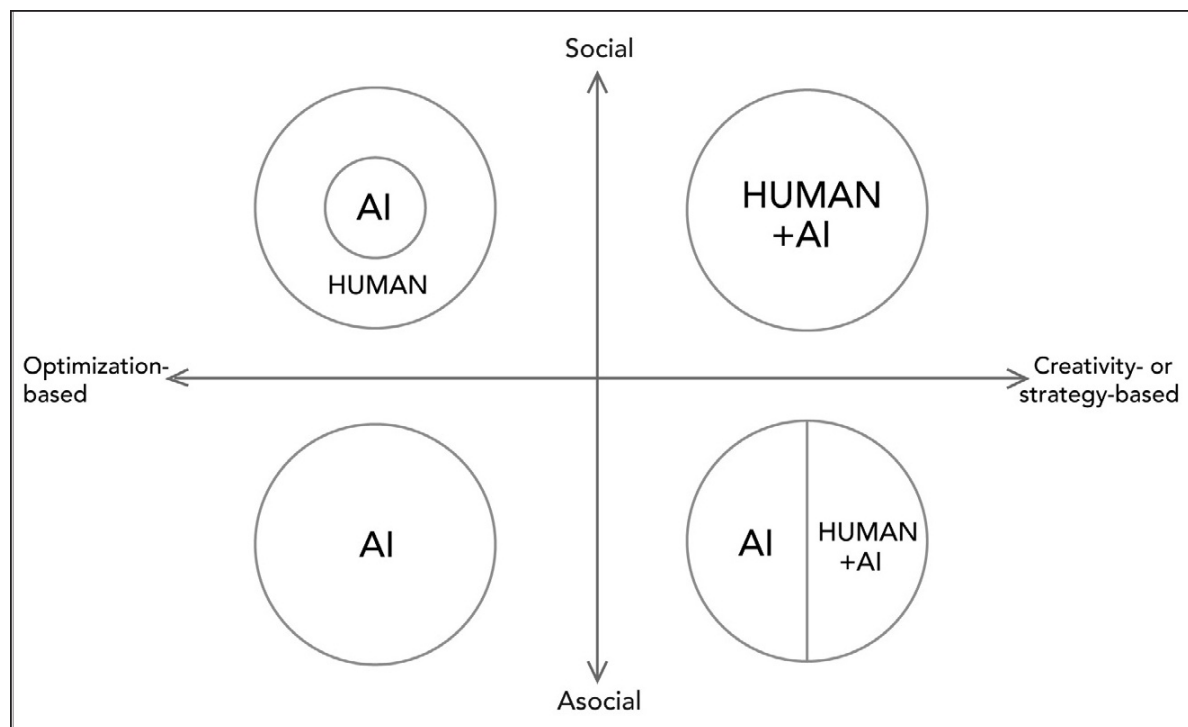 Social
AI
HUMAN
HUMAN
+AI
Optimization-
based
Creativity- or
strategy-based
AI
AI
HUMAN
+AI
Asocial